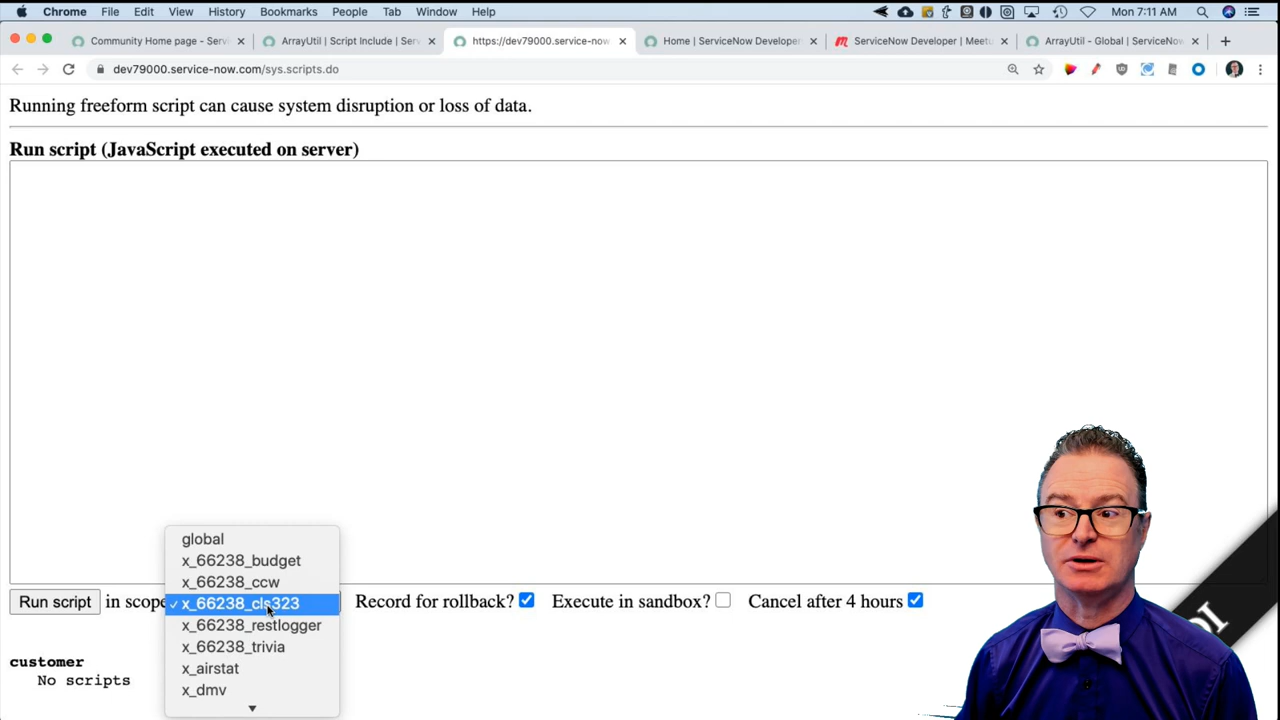 Chrome File Edit View History Bookmarks People Tab Window Help Mon 7:11 AM
Community Home page - Servi ArrayUtil | Script Include | Serv https://dev79000.service-now Home | ServiceNow Developer ServiceNow Developer | Meetu ArrayUtil - Global | ServiceNow
dev79000.service-now.com/sys.scripts.do
Running freeform script can cause system disruption or loss of data.
Run script (JavaScript executed on server)
global
x_66238_budget
x_66238_ccw
Run script in scope ✓ x_66238_cls323 Record for rollback? Execute in sandbox? Cancel after 4 hours
x_66238_restlogger
x_66238_trivia
x_airstat
x_dmv
customer
No scripts